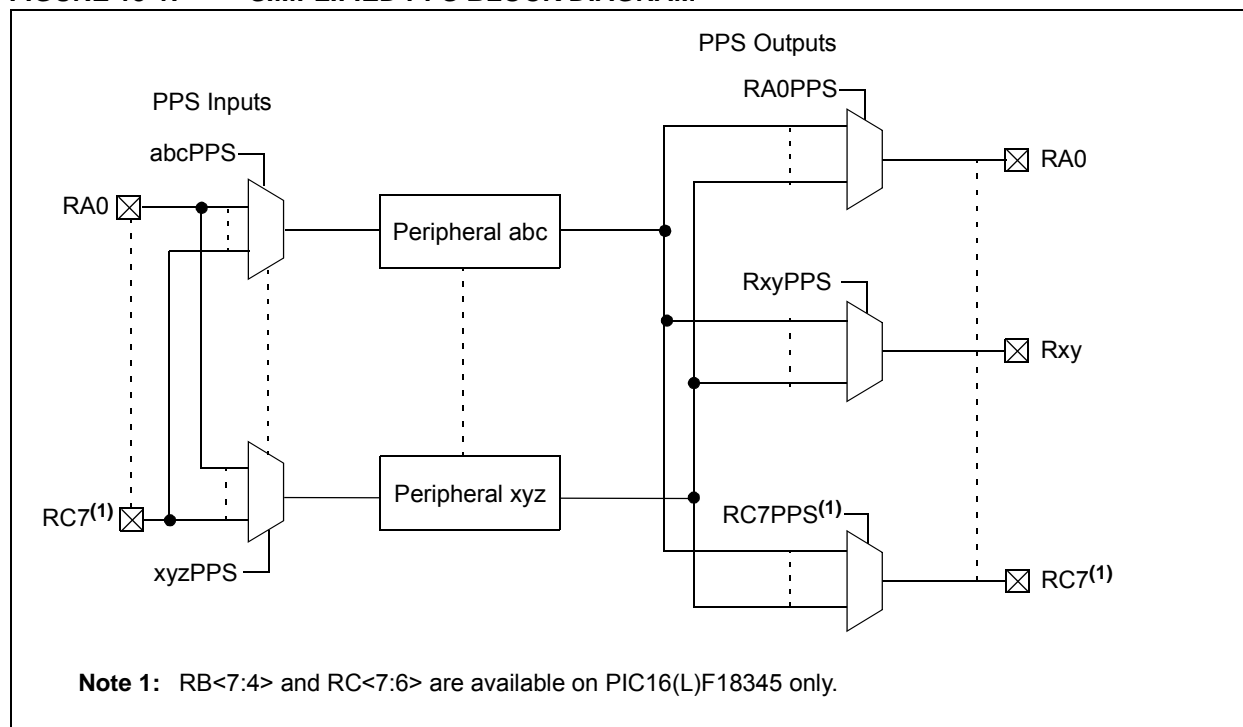 PPS Outputs
RA0PPS
PPS Inputs
abcPPS
RA0
Peripheral abc
RA0
RxyPPS
Rxy
Peripheral xyz
RC7(1)
RC7PPS(1)
xyzPPS
RC7(1)
Note 1: RB<7:4> and RC<7:6> are available on PIC16(L)F18345 only.